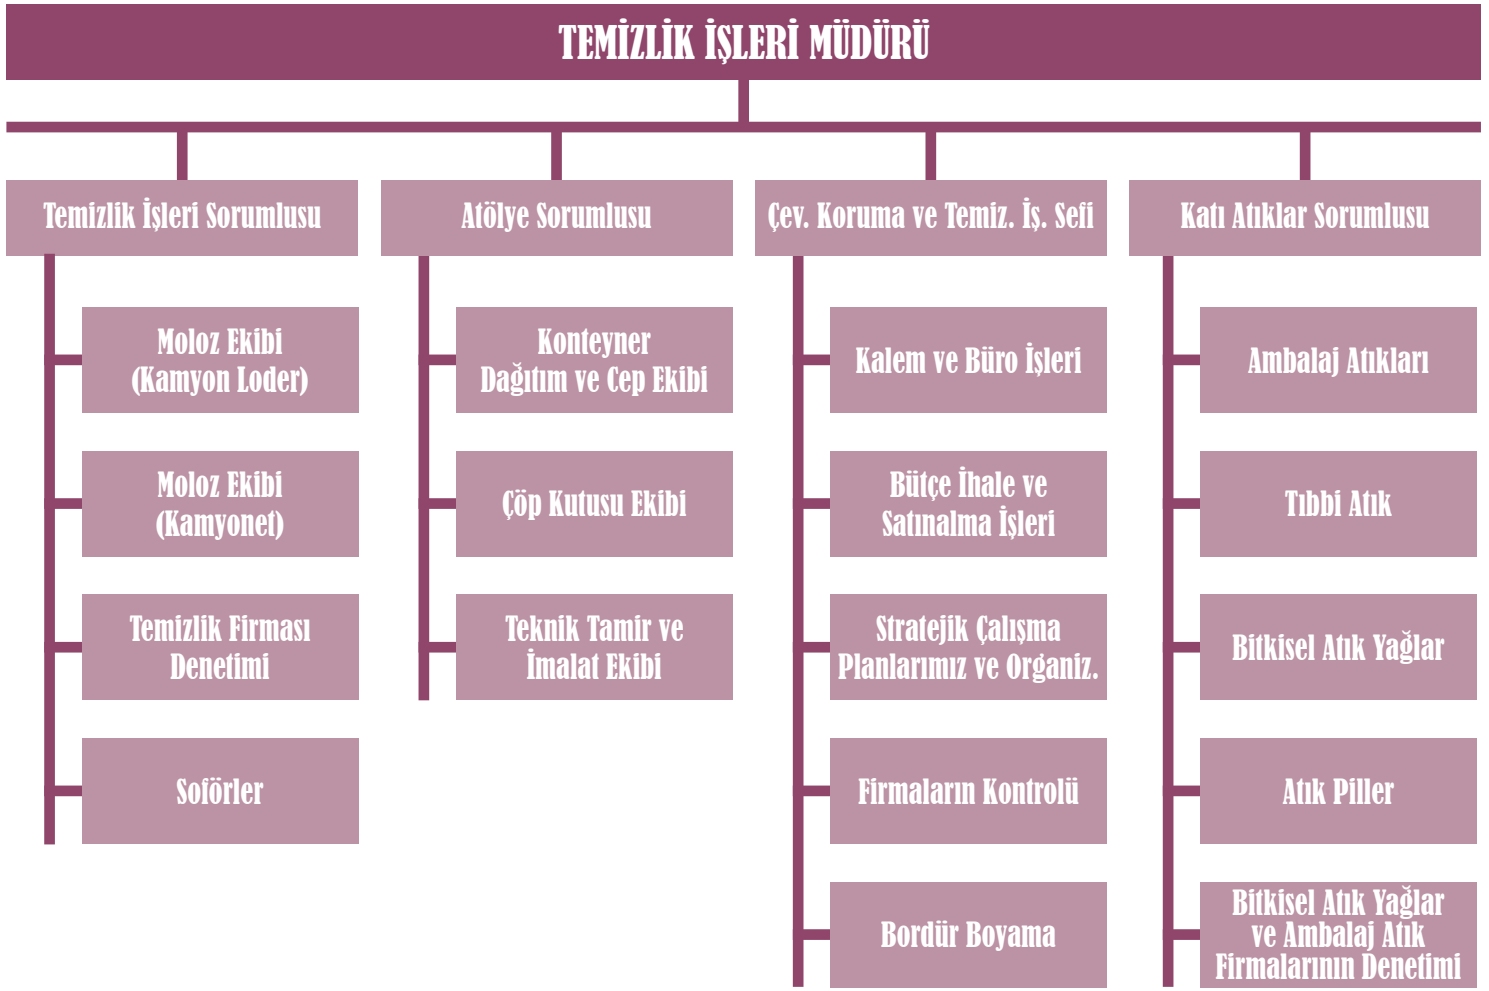 TEMİZLİK İŞLERİ MÜDÜRÜ
Temizlik İşleri Sorumlusu
Moloz Ekibi
(Kamyon Loder)
Moloz Ekibi
(Kamyonet)
Temizlik Firması
Denetimi
Soförler
Atölye Sorumlusu
Konteyner
Dağıtım ve Cep Ekibi
Çöp Kutusu Ekibi
Teknik Tamir ve
İmalat Ekibi
Çev. Koruma ve Temiz. İş. Sefi
Kalem ve Büro İşleri
Bütçe İhale ve
Satınalma İşleri
Stratejik Çalışma
Planlarımız ve Organiz.
Firmaların Kontrolü
Bordür Boyama
Katı Atıklar Sorumlusu
Ambalaj Atıkları
Tıbbi Atık
Bitkisel Atık Yağlar
Atık Piller
Bitkisel Atık Yağlar
ve Ambalaj Atık
Firmalarının Denetimi